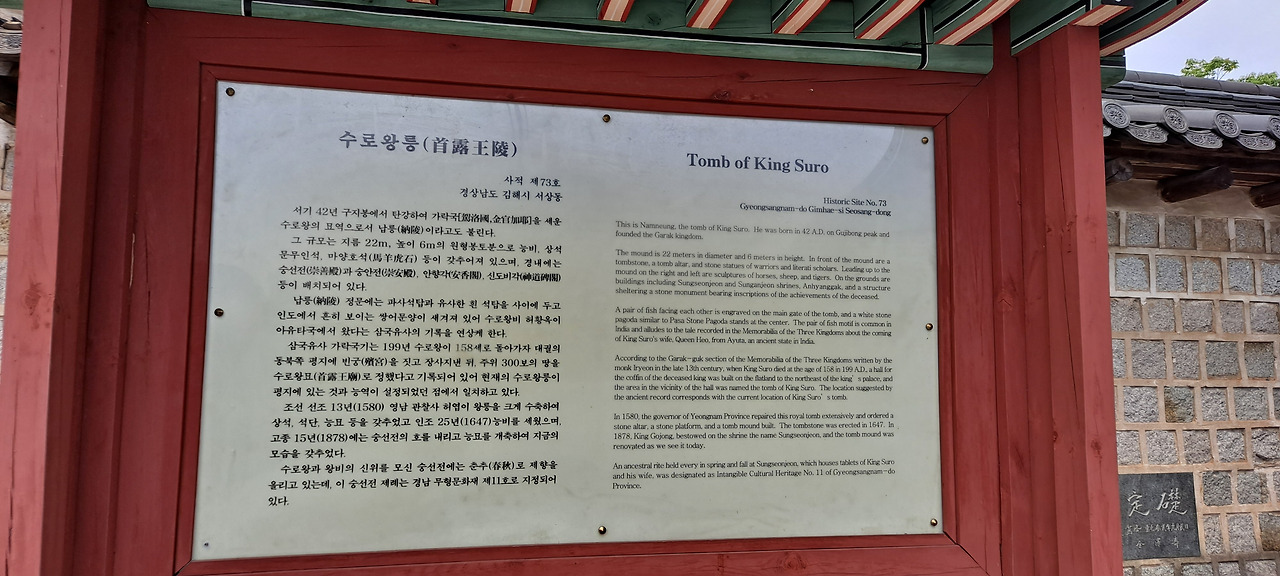 수로왕릉(首露王陵)
사적 제73호
경상남도 김해시 서상동
서기 42년 구지봉에서 탄강하여 가락국[駕洛國,金官加耶]을 세운
수로왕의 묘역으로서 납릉(納陵)이라고도 불린다.
그 규모는 지름 22m, 높이 6m의 원형봉토분으로 능비, 상석
문무인석, 마양호석(馬羊虎石) 등이 갖추어져 있으며, 경내에는
숭선전(崇善殿)과 숭안전(崇安殿), 안향각(安香閣), 신도비각(神道碑閣)
등이 배치되어 있다.
납릉(納陵) 정문에는 파사석탑과 유사한 흰 석탑을 사이에 두고
인도에서 흔히 보이는 쌍어문양이 새겨져 있어 수로왕비 허황옥이
아유타국에서 왔다는 삼국유사의 기록을 연상케 한다.
삼국유사 가락국기는 199년 수로왕이 158세로 돌아가자 대궐의
동북쪽 평지에 빈궁(殯宮)을 짓고 장사지낸 뒤, 주위 300보의 땅을
수로왕묘(首露王廟)로 정했다고 기록되어 있어 현재의 수로왕릉이
평지에 있는 것과 능역이 설정되었던 점에서 일치하고 있다.
조선 선조 13년(1580) 영남 관찰사 허엽이 왕릉을 크게 수축하여
상석, 석단, 능묘 등을 갖추었고 인조 25년(1647)능비를 세웠으며,
고종 15년(1878)에는 숭선전의 호를 내리고 능묘를 개축하여 지금의
모습을 갖추었다.
수로왕과 왕비의 신위를 모신 숭선전에는 춘추(春秋)로 제향을
올리고 있는데, 이 숭선전 제례는 경남 무형문화재 제11호로 지정되어
있다.
Tomb of King Suro
Historic Site No. 73
Gyeongsangnam-do Gimhae-si Seosang-dong
This is Namneung, the tomb of King Suro. He was born in 42 A.D. on Gujibong peak and
founded the Garak kingdom.
The mound is 22 meters in diameter and 6 meters in height. In front of the mound are a
tombstone, a tomb altar, and stone statues of warriors and literati scholars. Leading up to the
mound on the right and left are sculptures of horses, sheep, and tigers. On the grounds are
buildings including Sungseonjeon and Sunganjeon shrines, Anhyanggak, and a structure
sheltering a stone monument bearing inscriptions of the achievements of the deceased.
A pair of fish facing each other is engraved on the main gate of the tomb, and a white stone
pagoda similar to Pasa Stone Pagoda stands at the center. The pair of fish motif is common in
India and alludes to the tale recorded in the Memorabilia of the Three Kingdoms about the coming
of King Suro's wife, Queen Heo, from Ayuta, an ancient state in India.
According to the Garak-guk section of the Memorabilia of the Three Kingdoms written by the
monk Iryeon in the late 13th century, when King Suro died at the age of 158 in 199 A.D., a hall for
the coffin of the deceased king was built on the flatland to the northeast of the king's palace, and
the area in the vicinity of the hall was named the tomb of King Suro. The location suggested by
the ancient record corresponds with the current location of King Suro's tomb.
In 1580, the governor of Yeongnam Province repaired this royal tomb extensively and ordered a
stone altar, a stone platform, and a tomb mound built. The tombstone was erected in 1647. In
1878, King Gojong, bestowed on the shrine the name Sungseonjeon, and the tomb mound was
renovated as we see it today.
An ancestral rite held every in spring and fall at Sungseonjeon, which houses tablets of King Suro
and his wife, was designated as Intangible Cultural Heritage No. 11 of Gyeongsangnam-do
Province.
定礎